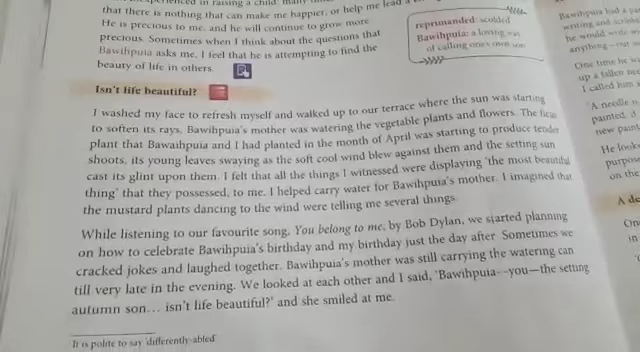 that there is nothing that can make me happier, or help me lead a
He is precious to me, and he will continue to grow more
precious. Sometimes when I think about the questions that
Bawihpuia asks me, I feel that he is attempting to find the
beauty of life in others.
reprimanded: scolded
Bawihpuia: a loving way
of calling one's own son
Isn't life beautiful?
I washed my face to refresh myself and walked up to our terrace where the sun was starting
to soften its rays. Bawihpuia's mother was watering the vegetable plants and flowers. The ficus
plant that Bawaihpuia and I had planted in the month of April was starting to produce tender
shoots, its young leaves swaying as the soft cool wind blew against them and the setting sun
cast its glint upon them. I felt that all the things I witnessed were displaying 'the most beautiful
thing' that they possessed, to me. I helped carry water for Bawihpuia's mother. I imagined that
the mustard plants dancing to the wind were telling me several things.
While listening to our favourite song, You belong to me, by Bob Dylan, we started planning
on how to celebrate Bawihpuia's birthday and my birthday just the day after. Sometimes we
cracked jokes and laughed together. Bawihpuia's mother was still carrying the watering can
till very late in the evening. We looked at each other and I said, 'Bawihpuia--you—the setting
autumn son... isn't life beautiful?' and she smiled at me.
It is polite to say 'differently-abled'
Bawihpuia had a
writing and
he would write
anything
One time he
up a fallen
I called him
'A needle
painted, d
new
He
purpose
on the
A
On
in